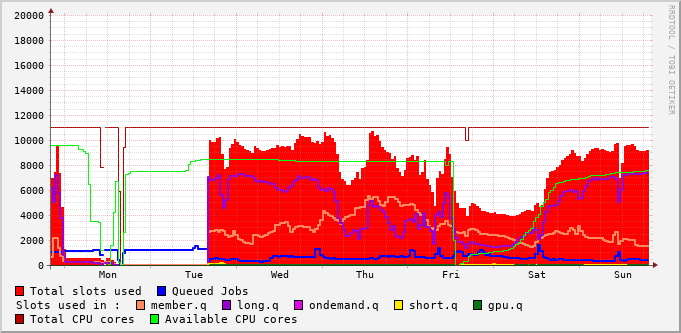 20000
18000
16000
14000
12000
10000
8000
6000
4000
2000
0
Mon Tue Wed Thu Fri Sat Sun
RRDTOOL / TOBI OETIKER
Total slots used Queued Jobs
Slots used in : member.q long.q ondemand.q short.q gpu.q
Total CPU cores Available CPU cores